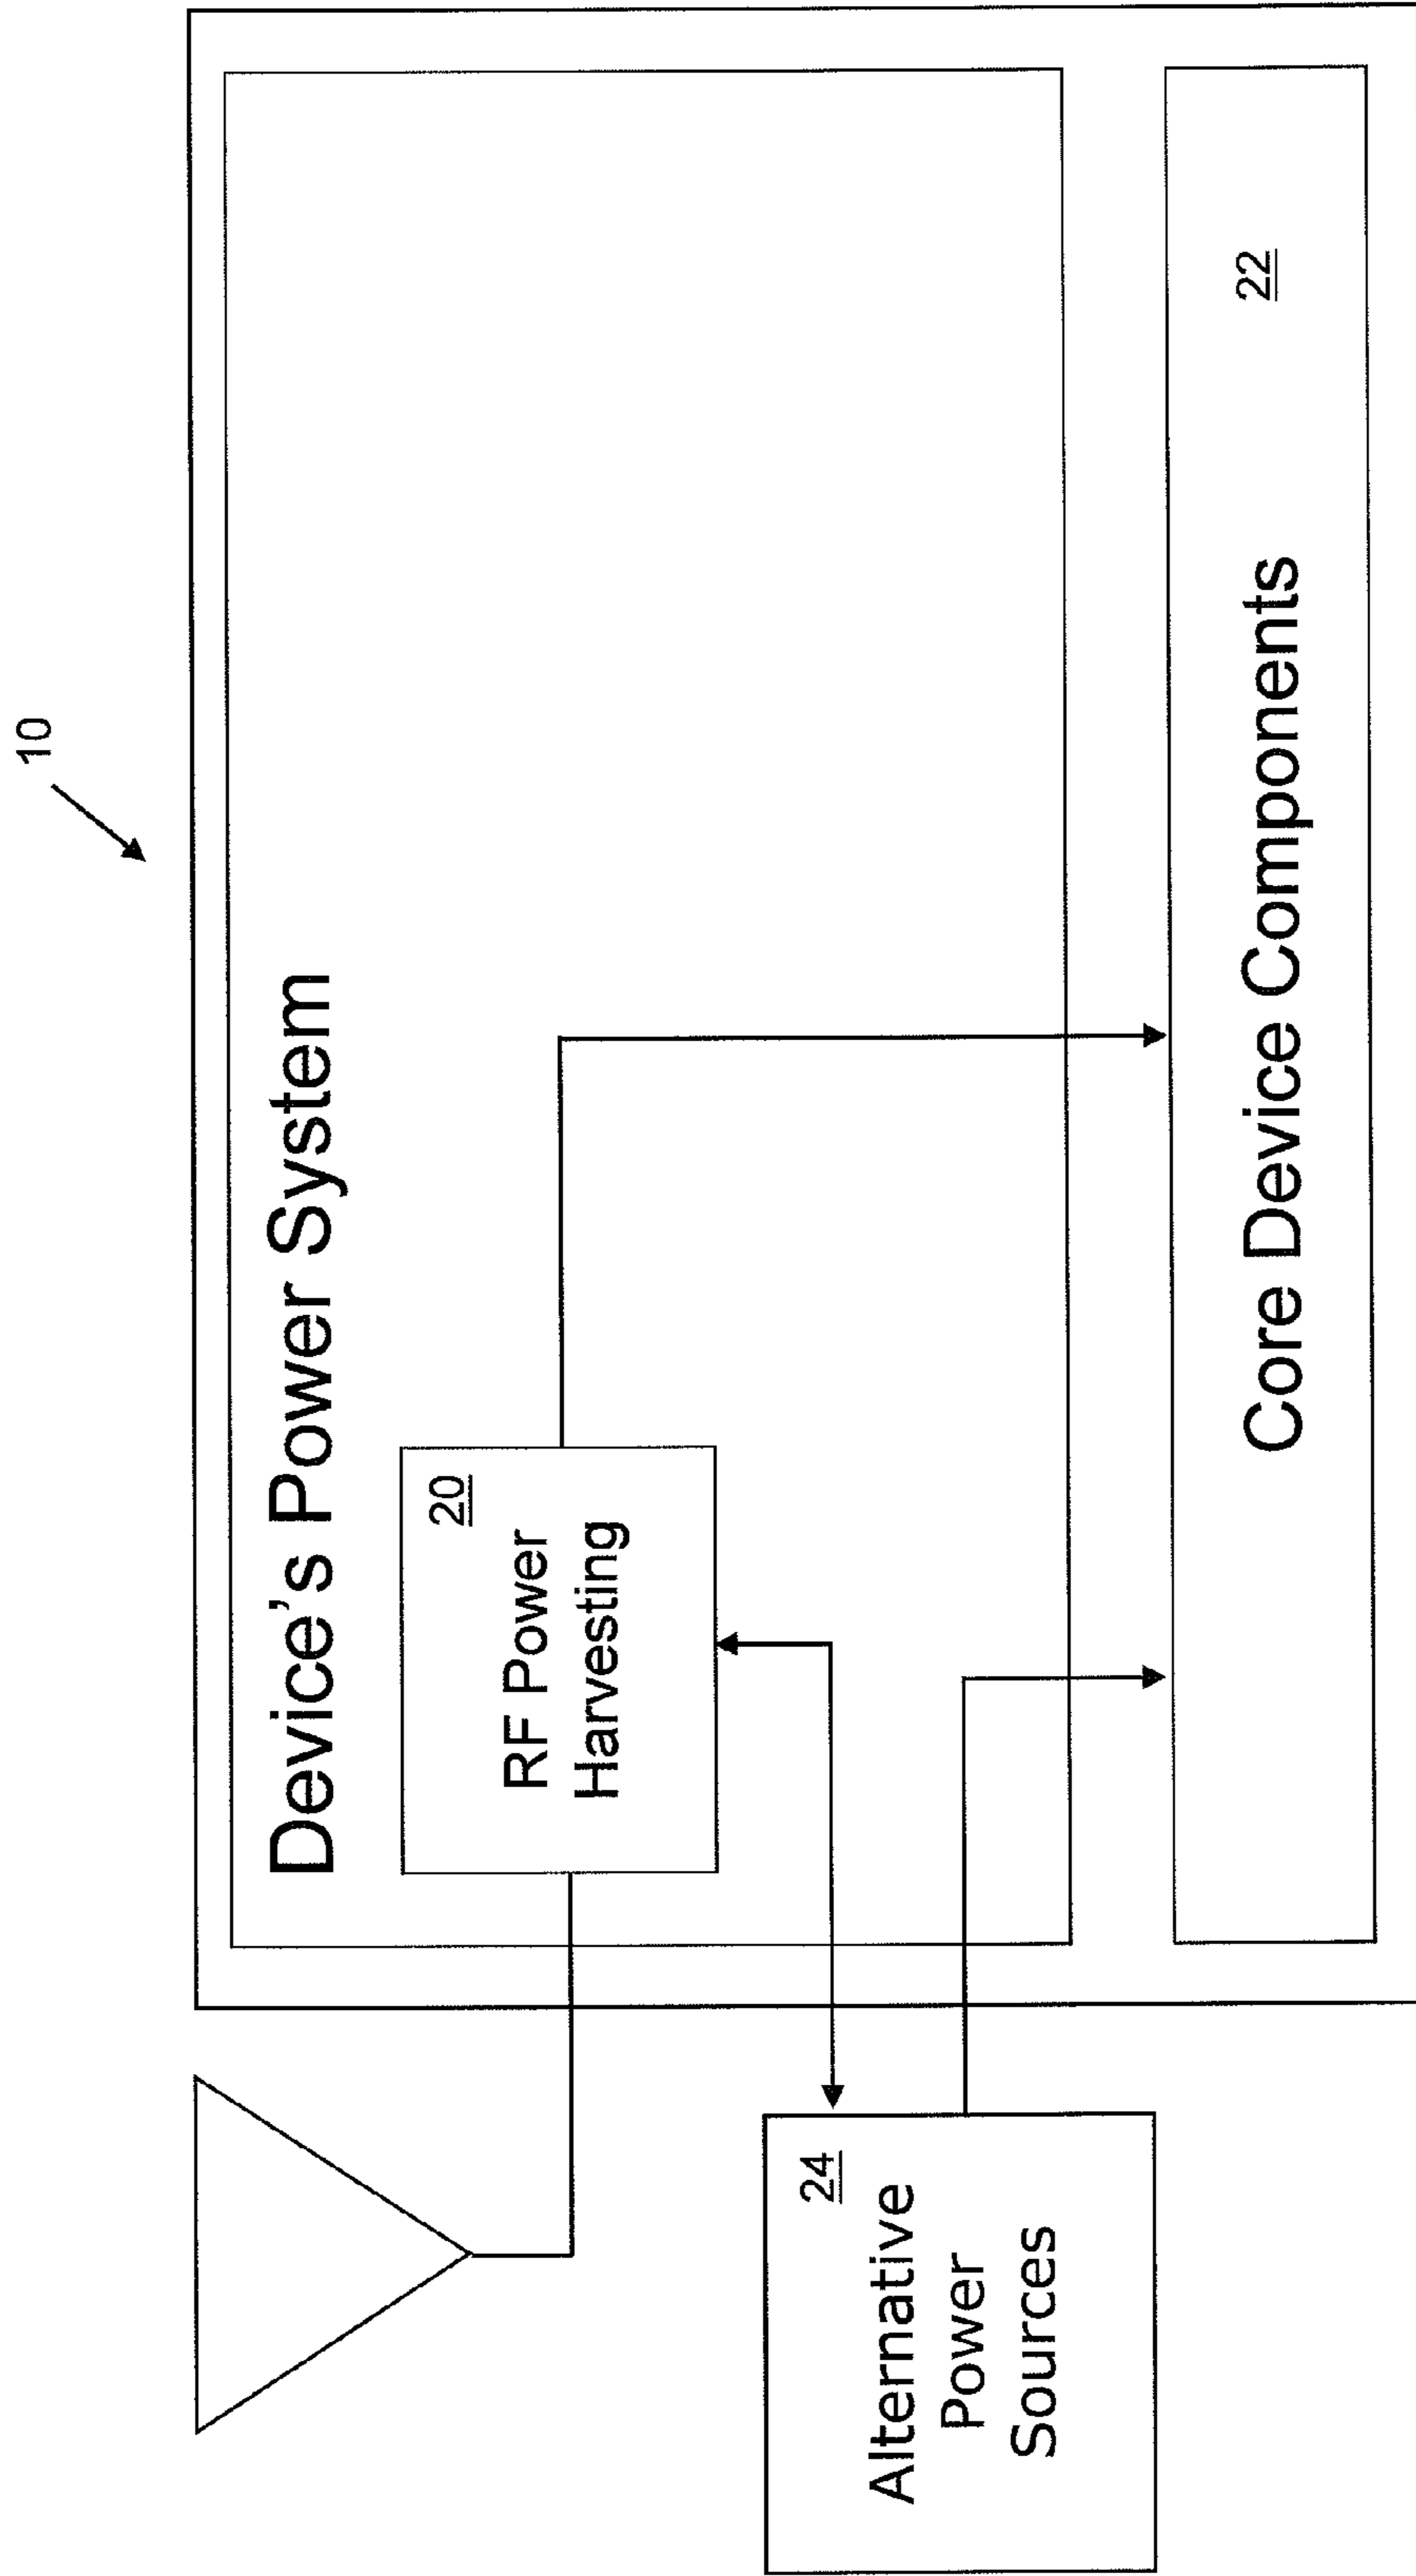 10
Device's Power System
20
RF Power
Harvesting
24
Alternative
Power
Sources
Core Device Components
22